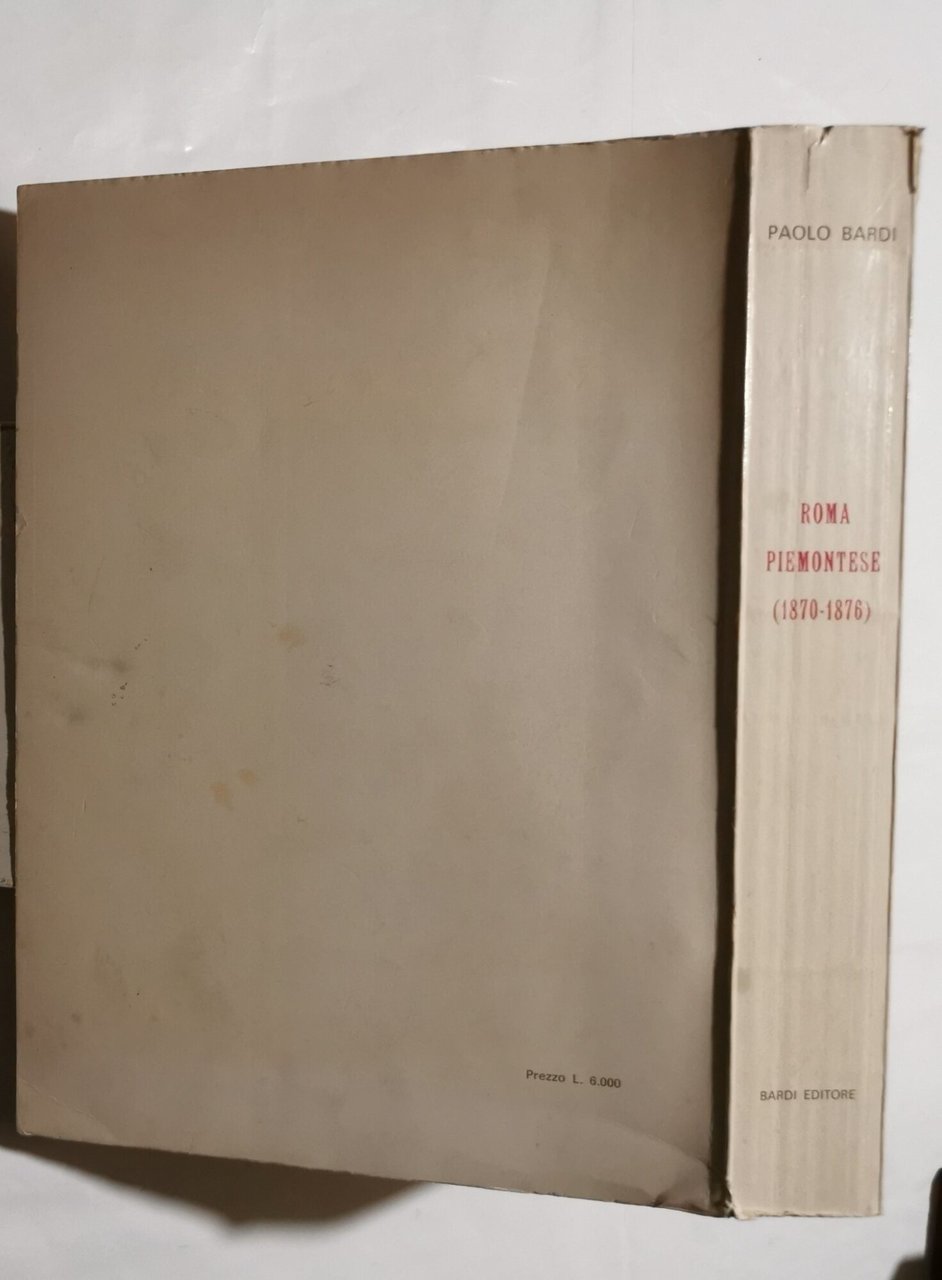 PAOLO BARDI
ROMA
PIEMONTESE
(1870-1876)
BARDI EDITORE
Prezzo L. 6.000